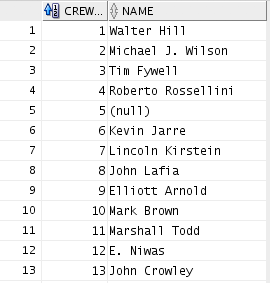 CREW... NAME
1 1 Walter Hill
2 2 Michael J. Wilson
3 3 Tim Fywell
4 4 Roberto Rossellini
5 5 (null)
6 6 Kevin Jarre
7 7 Lincoln Kirstein
8 8 John Lafia
9 9 Elliott Arnold
10 10 Mark Brown
11 11 Marshall Todd
12 12 E. Niwas
13 13 John Crowley